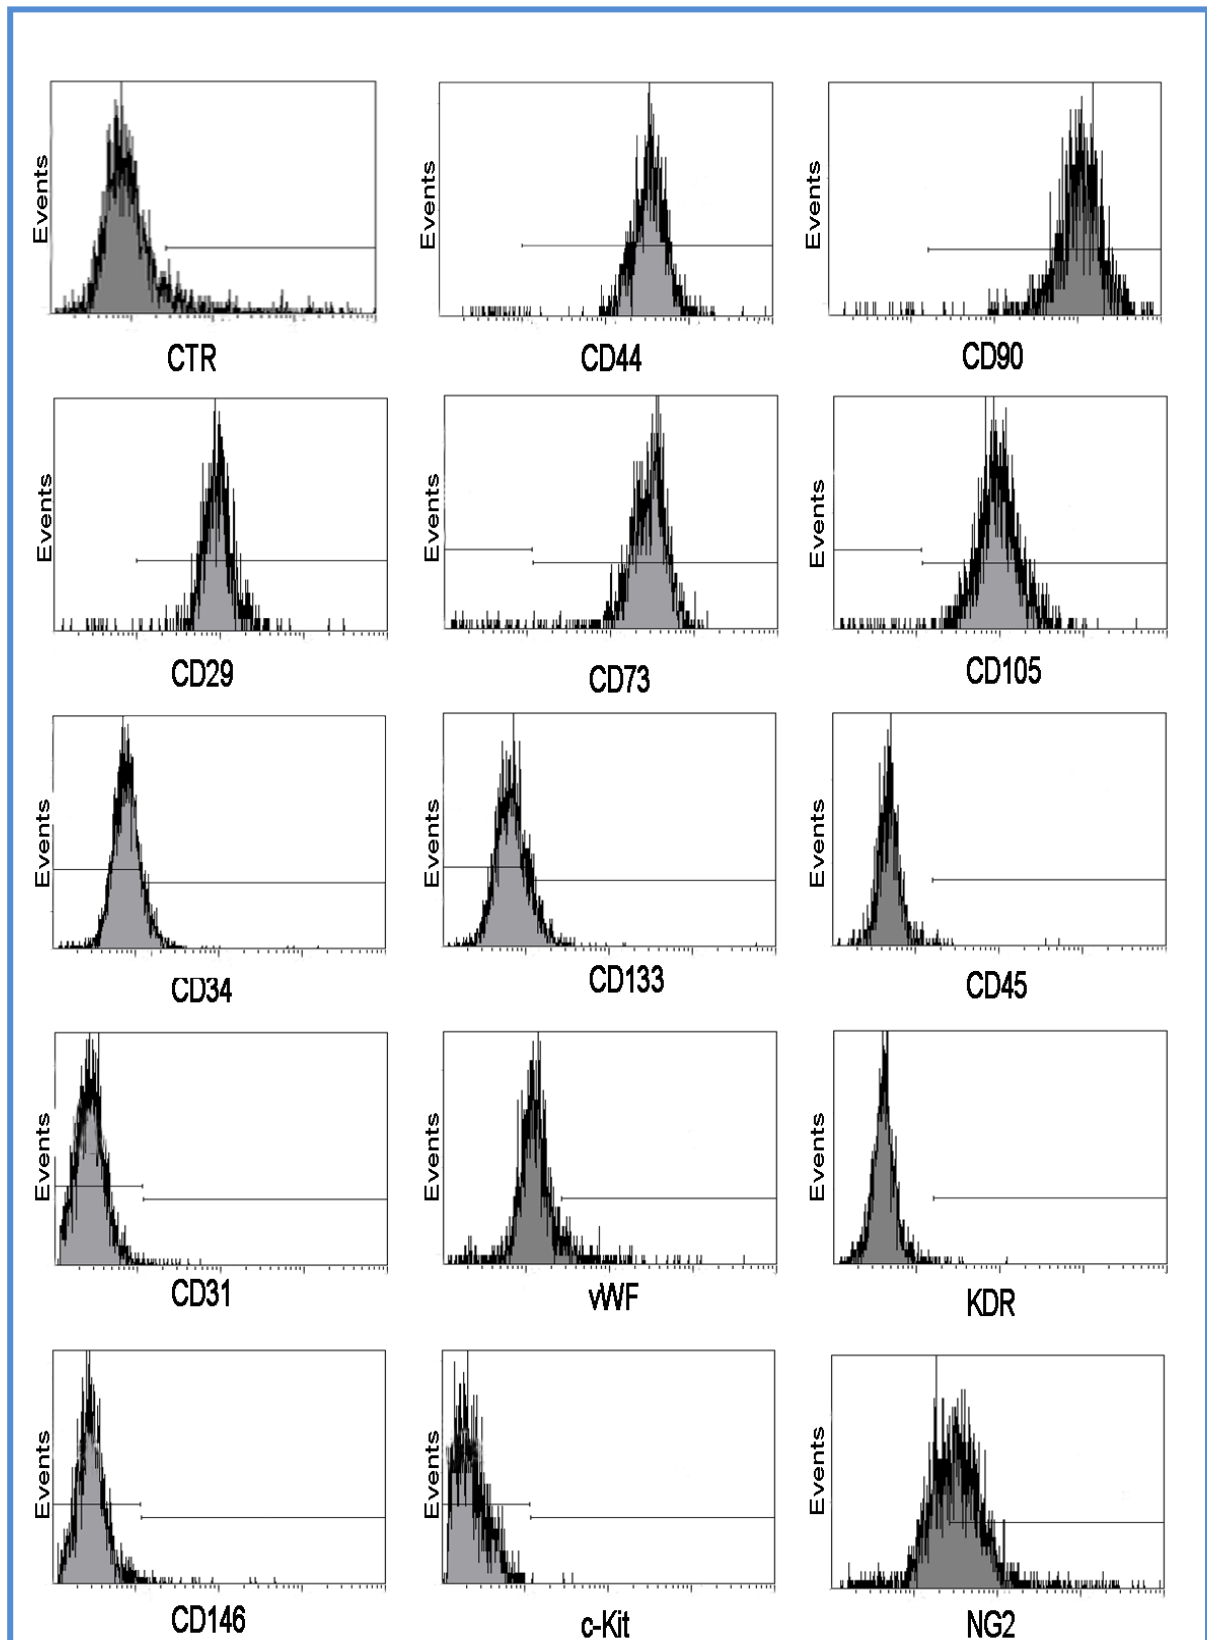 Events
Events
Events
CTR
CD44
CD90
Events
Events
Events
CD29
CD73
CD105
Events
Events
Events
CD34
CD133
CD45
Events
Events
Events
CD31
vWF
KDR
Events
Events
Events
CD146
c-Kit
NG2